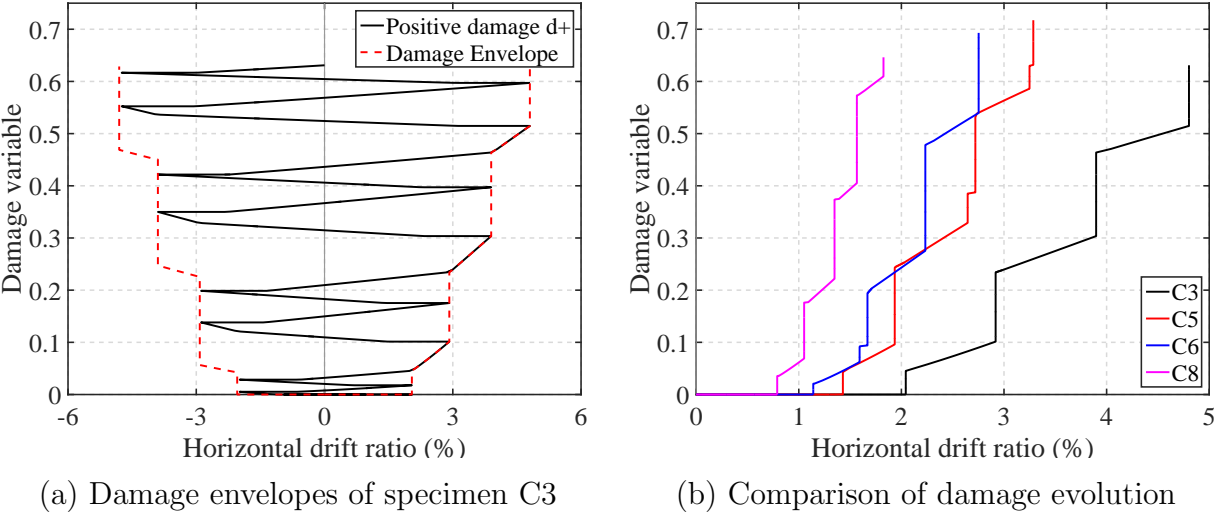 Positive damage d+
Damage Envelope
Damage variable
0.7
0.6
0.5
0.4
0.3
0.2
0.1
0
-6
-3
0
3
6
Horizontal drift ratio (%)
(a) Damage envelopes of specimen C3
Damage variable
0.7
0.6
0.5
0.4
0.3
0.2
0.1
0
C3
C5
C6
C8
0
1
2
3
4
5
Horizontal drift ratio (%)
(b) Comparison of damage evolution